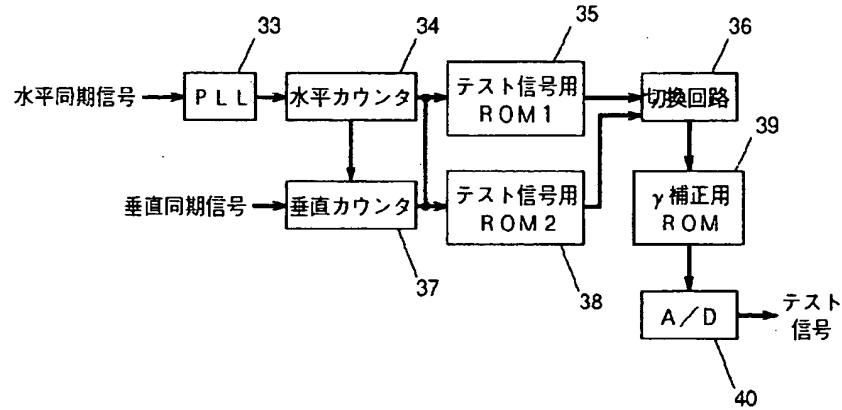 33
34
35
36
水平同期信号
PLL
水平カウンタ
テスト信号用
ROM1
切換回路
39
垂直同期信号
垂直カウンタ
テスト信号用
ROM2
γ補正用
ROM
37
38
A/D
テスト
信号
40